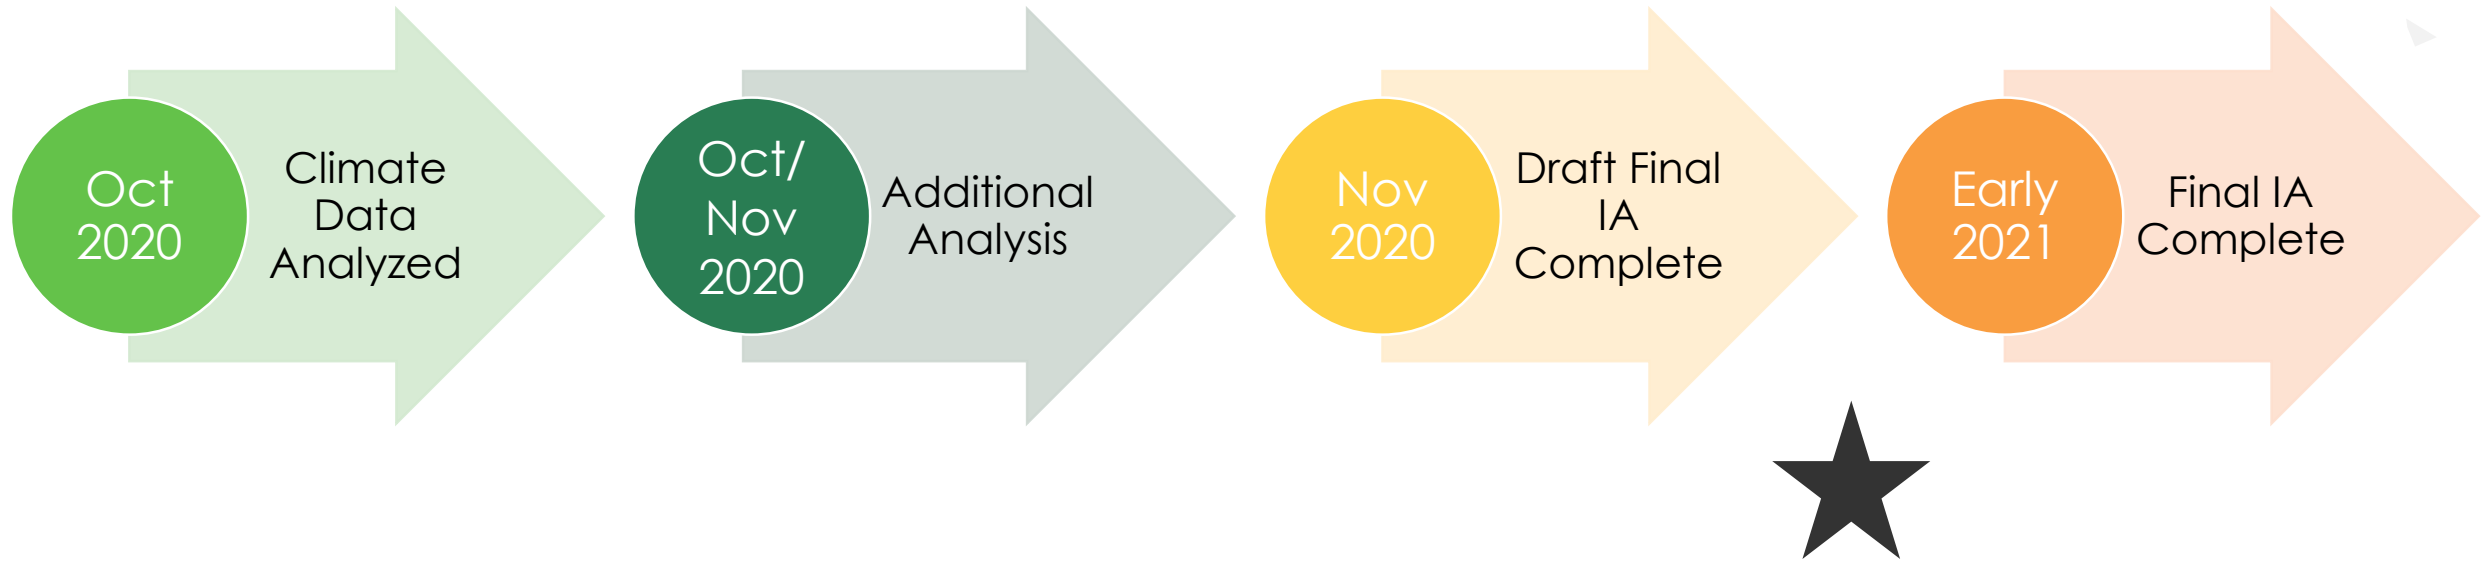 Oct
2020
Climate
Data
Analyzed
Oct/
Nov
2020
Additional
Analysis
Nov
2020
Draft Final
IA
Complete
Early
2021
Final IA
Complete